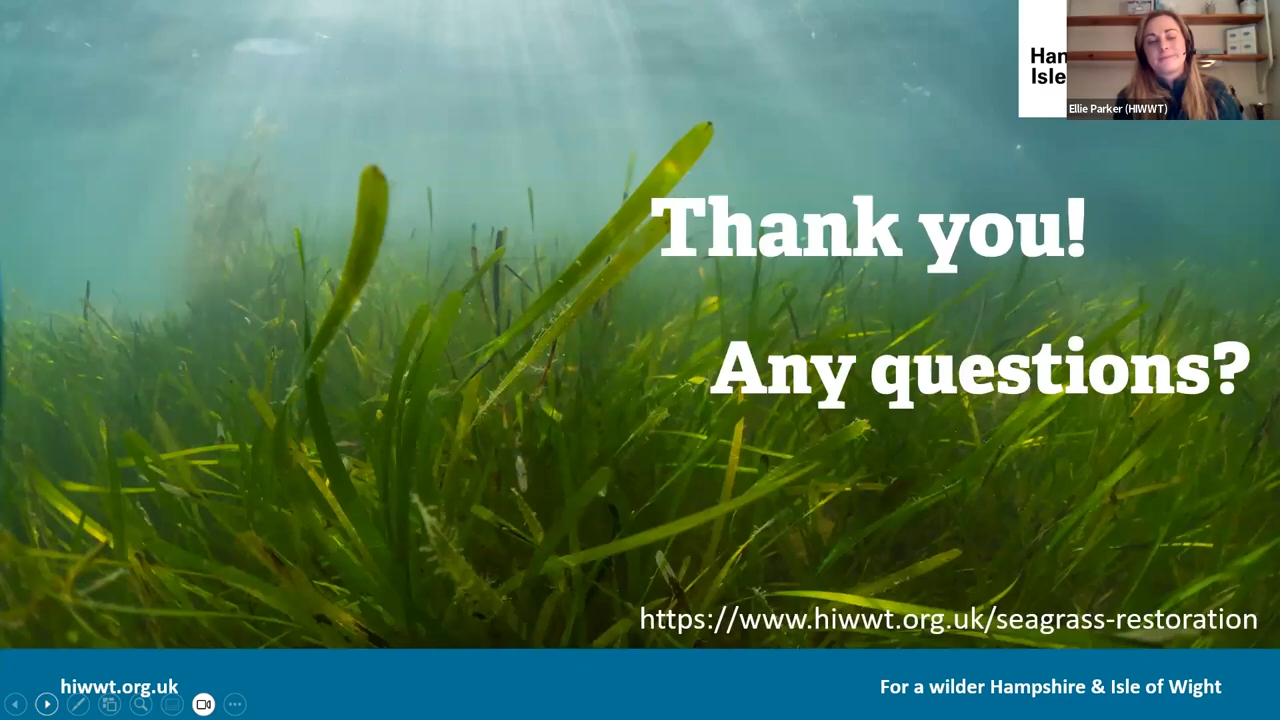 Han
Isle
Ellie Parker (HIWWT)
Thank you!
Any questions?
https://www.hiwwt.org.uk/seagrass-restoration
hiwwt.org.uk
For a wilder Hampshire & Isle of Wight